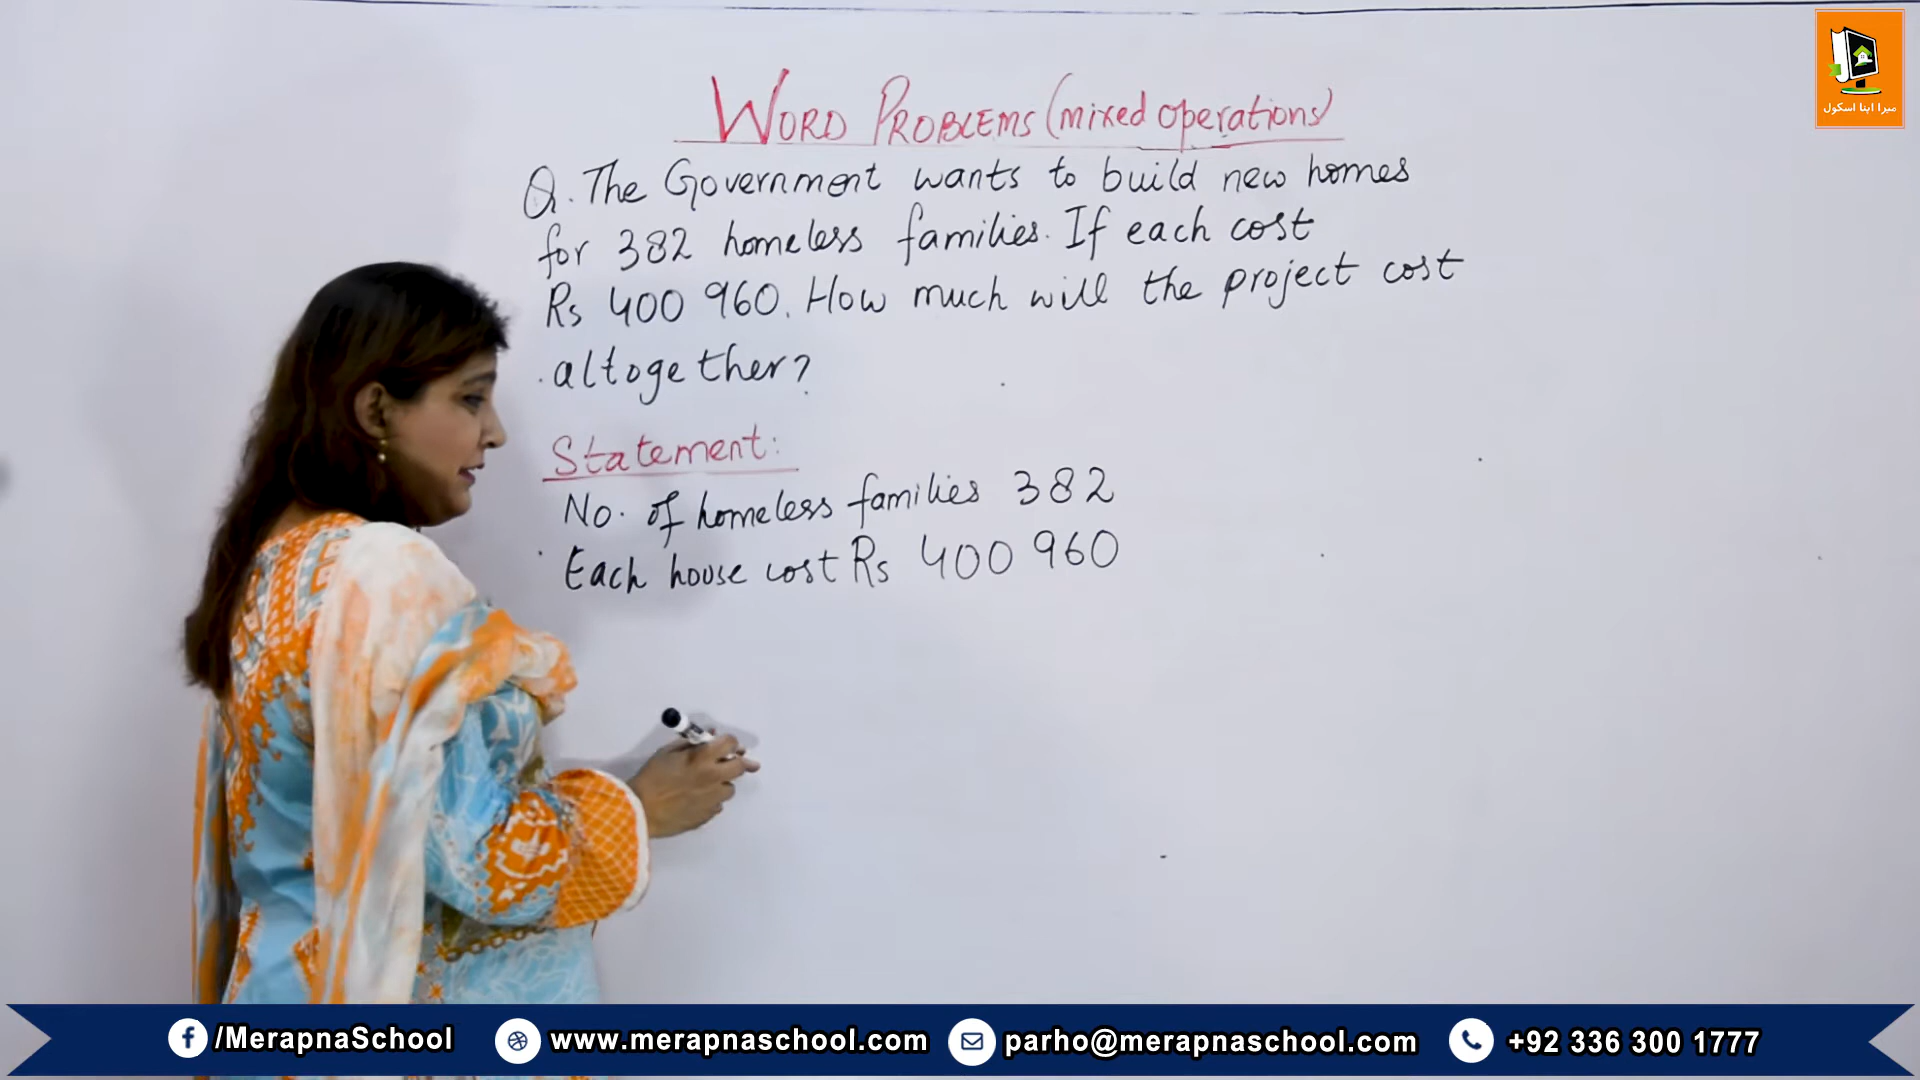 میرا اپنا اسکول
WORD PROBLEMS (mixed operations)
Q. The Government wants to build new homes
for 382 homeless families. If each cost
Rs 400 960. How much will the project cost
altogether?
Statement:
No. of homeless families 382
Each house cost Rs 400 960
/MerapnaSchool www.merapnaschool.com parho@merapnaschool.com +92 336 300 1777